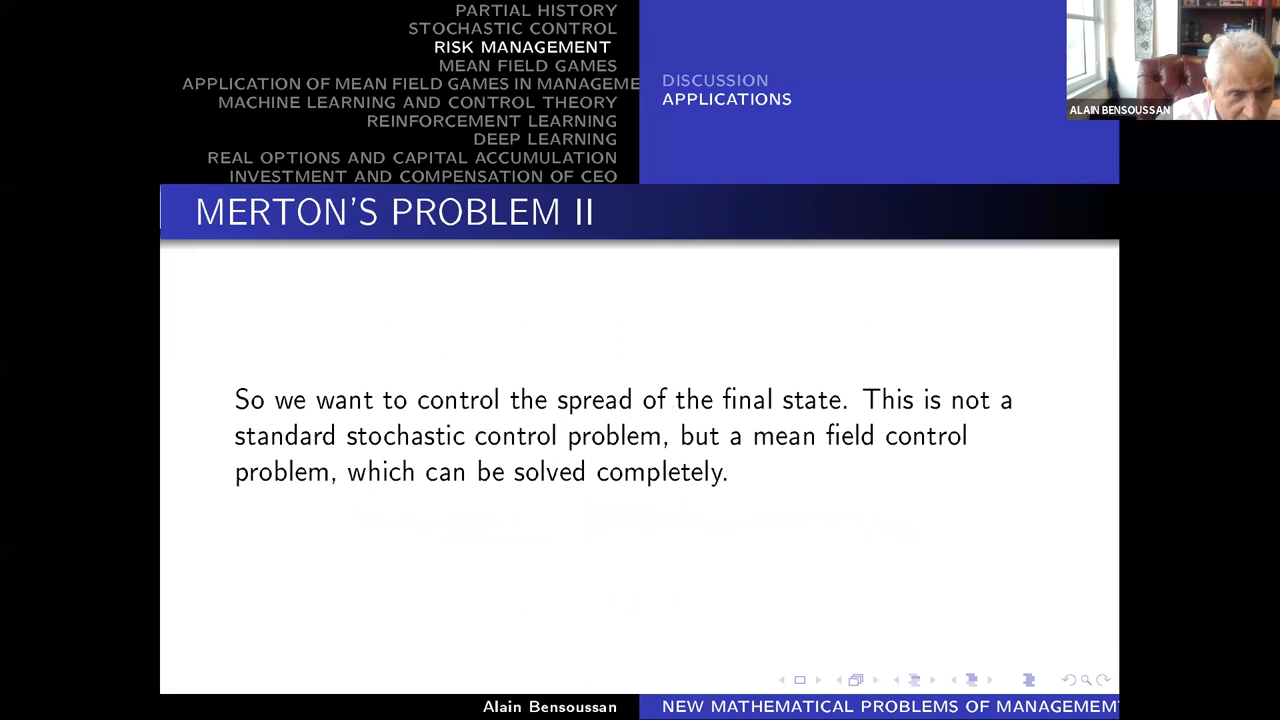 PARTIAL HISTORY
STOCHASTIC CONTROL
RISK MANAGEMENT
MEAN FIELD GAMES
APPLICATION OF MEAN FIELD GAMES IN MANAGEME
MACHINE LEARNING AND CONTROL THEORY
REINFORCEMENT LEARNING
DEEP LEARNING
REAL OPTIONS AND CAPITAL ACCUMULATION
INVESTMENT AND COMPENSATION OF CEO
DISCUSSION
APPLICATIONS
ALAIN BENSOUSSAN
MERTON'S PROBLEM II
So we want to control the spread of the final state. This is not a
standard stochastic control problem, but a mean field control
problem, which can be solved completely.
Alain Bensoussan
NEW MATHEMATICAL PROBLEMS OF MANAGEMENT